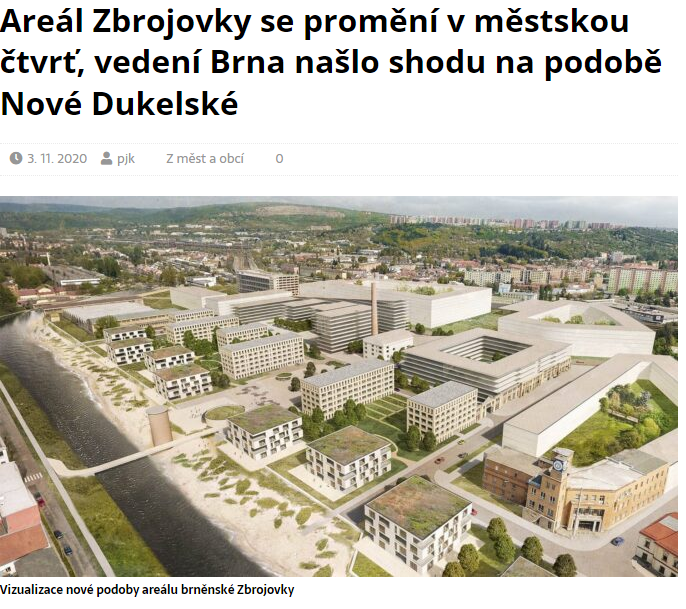 Areál Zbrojovky se promění v městskou
čtvrť, vedení Brna našlo shodu na podobě
Nové Dukelské
3. 11. 2020 pjk Z měst a obcí 0
Vizualizace nové podoby areálu brněnské Zbrojovky